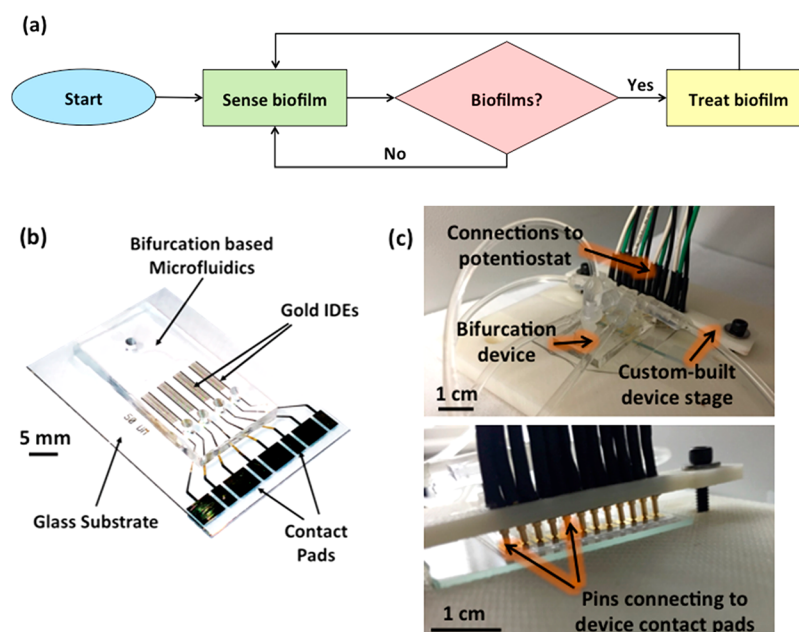 (a)
Start
Sense biofilm
Biofilms?
Yes
Treat biofilm
No
(b)
Bifurcation based
Microfluidics
Gold IDEs
50 um
5 mm
Glass Substrate
Contact
Pads
(c)
Connections to
potentiostat
Bifurcation
device
Custom-built
device stage
1 cm
Pins connecting to
device contact pads
1 cm